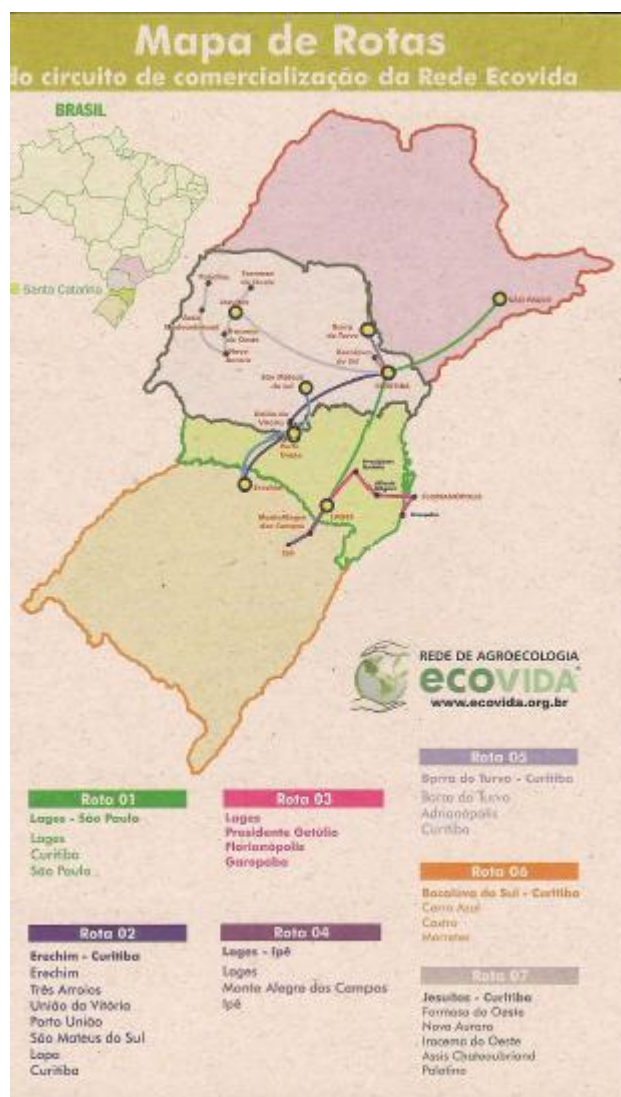 Mapa de Rotas
do circuito de comercialização da Rede Ecovida
BRASIL
Santa Catarina
Palotina
Jesuítas
Barra
do Turvo
SÃO PAULO
Bocaiúva
do Sul
CURITIBA
São Mateus
do Sul
União da
Vitória
Porto
União
Erechim
LAGES
FLORIANÓPOLIS
Garopaba
Monte Alegre
dos Campos
IPÊ
REDE DE AGROECOLOGIA
ecovida
www.ecovida.org.br
Rota 01
Lages - São Paulo
Lages
Curitiba
São Paulo
Rota 02
Erechim - Curitiba
Erechim
Três Arroios
União da Vitória
Porto União
São Mateus do Sul
Lapa
Curitiba
Rota 03
Lages
Presidente Getúlio
Florianópolis
Garopaba
Rota 04
Lages - Ipê
Lages
Monte Alegre dos Campos
Ipê
Rota 05
Barra do Turvo - Curitiba
Barra do Turvo
Adrianópolis
Curitiba
Rota 06
Bocaiúva do Sul - Curitiba
Cerro Azul
Castro
Morretes
Rota 07
Jesuítas - Curitiba
Formosa do Oeste
Nova Aurora
Iracema do Oeste
Assis Chateaubriand
Palotina